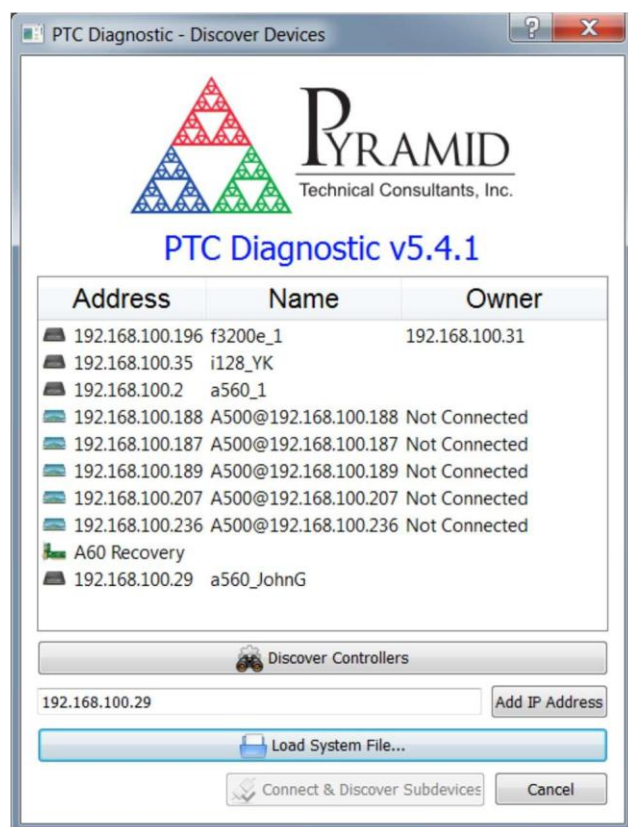 PTC Diagnostic - Discover Devices
PYRAMID
Technical Consultants, Inc.
PTC Diagnostic v5.4.1
Address Name Owner
192.168.100.196 f3200e_1 192.168.100.31
192.168.100.35 i128_YK
192.168.100.2 a560_1
192.168.100.188 A500@192.168.100.188 Not Connected
192.168.100.187 A500@192.168.100.187 Not Connected
192.168.100.189 A500@192.168.100.189 Not Connected
192.168.100.207 A500@192.168.100.207 Not Connected
192.168.100.236 A500@192.168.100.236 Not Connected
A60 Recovery
192.168.100.29 a560_JohnG
Discover Controllers
192.168.100.29 Add IP Address
Load System File...
Connect & Discover Subdevices Cancel